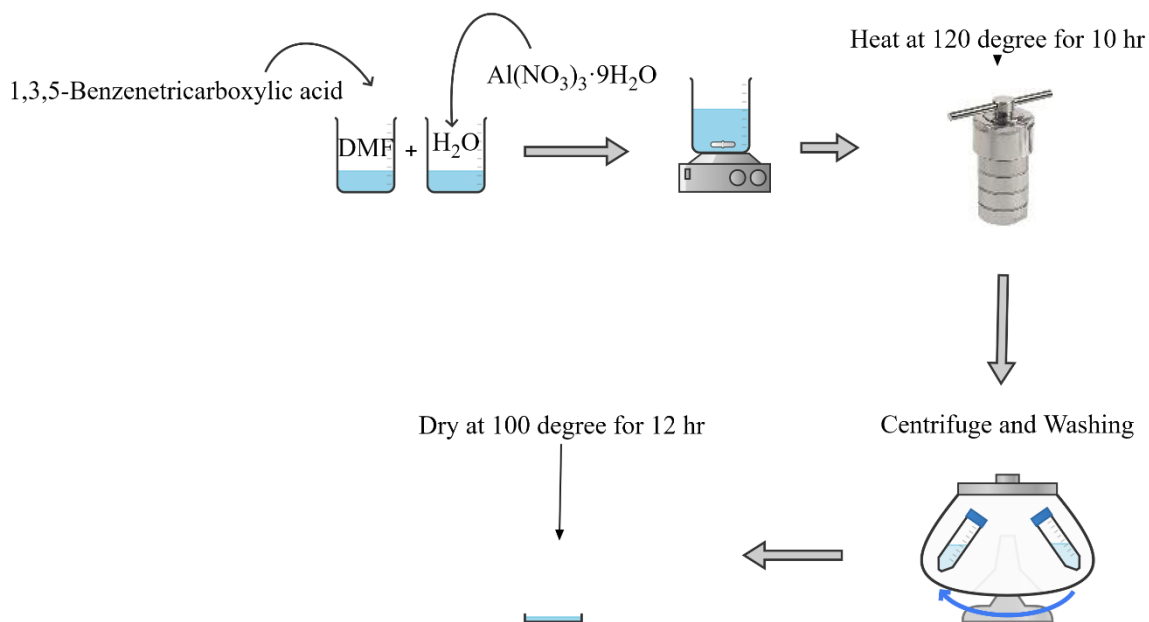 Heat at 120 degree for 10 hr
1,3,5-Benzenetricarboxylic acid
Al(NO₃)₃·9H₂O
DMF + H₂O
Dry at 100 degree for 12 hr
Centrifuge and Washing